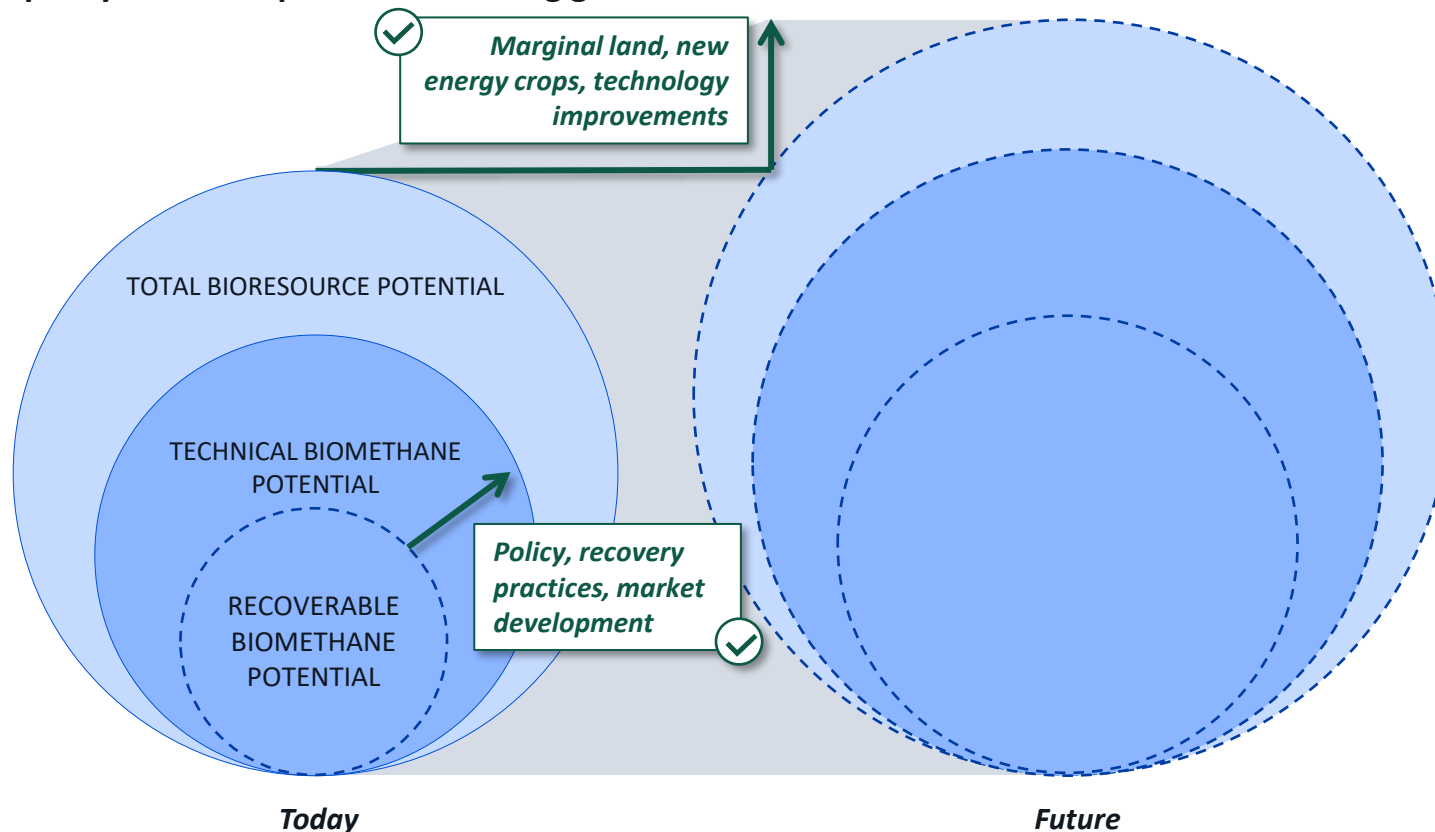 Marginal land, new
energy crops, technology
improvements
TOTAL BIORESOURCE POTENTIAL
TECHNICAL BIOMETHANE
POTENTIAL
Policy, recovery
practices, market
development
RECOVERABLE
BIOMETHANE
POTENTIAL
Today
Future